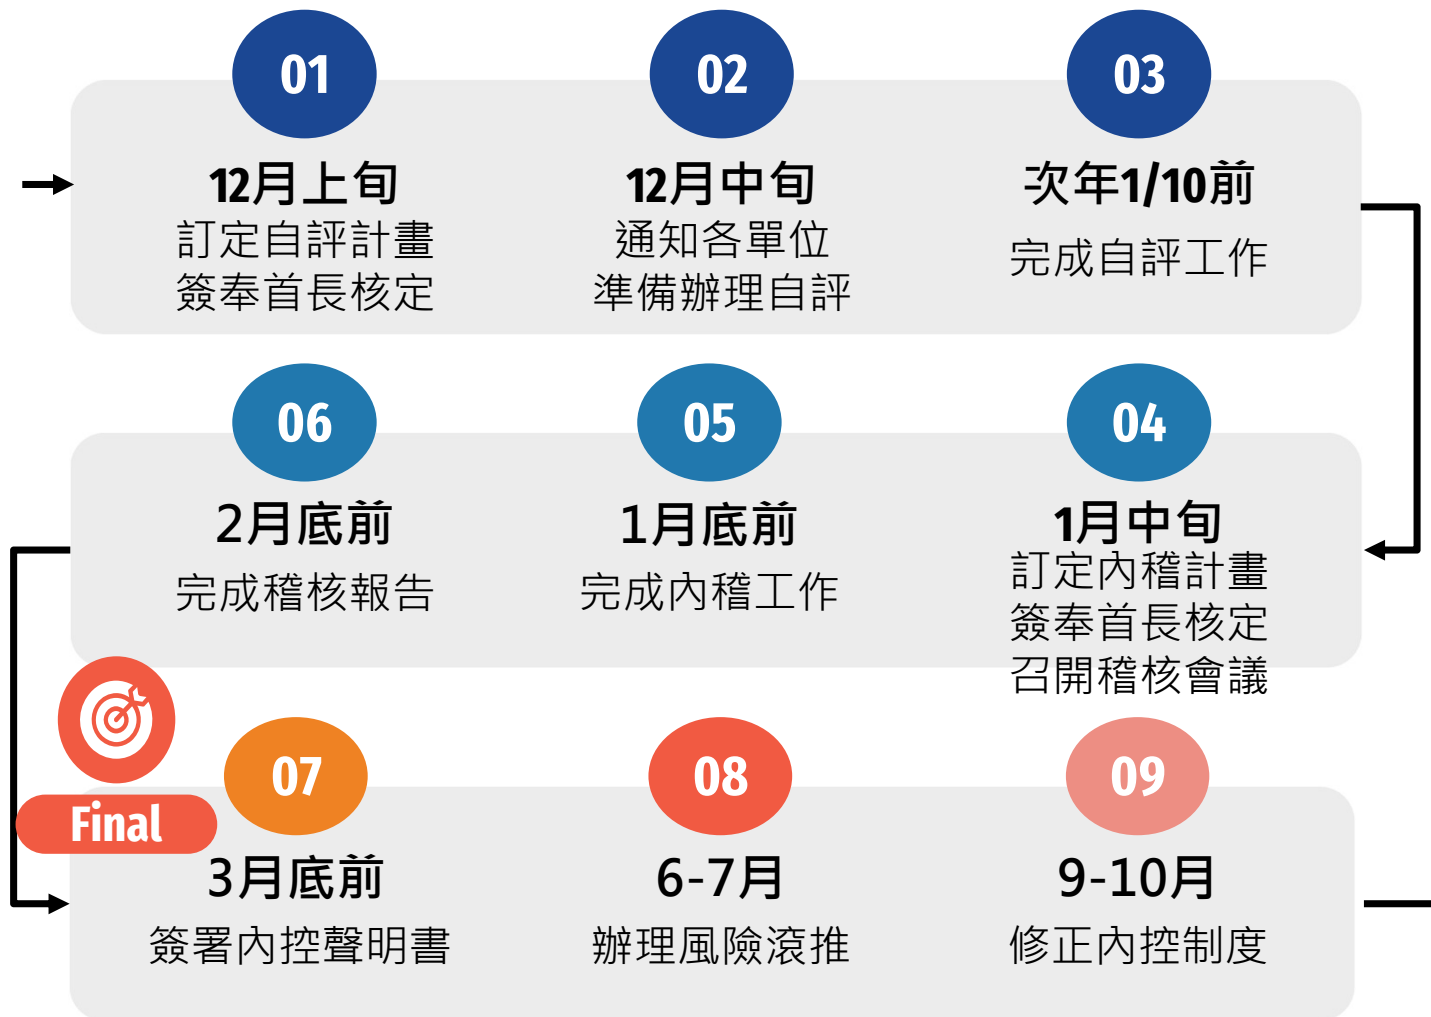 01
12月上旬
訂定自評計畫
簽奉首長核定
02
12月中旬
通知各單位
準備辦理自評
03
次年1/10前
完成自評工作
04
1月中旬
訂定內稽計畫
簽奉首長核定
召開稽核會議
05
1月底前
完成內稽工作
06
2月底前
完成稽核報告
Final
07
3月底前
簽署內控聲明書
08
6-7月
辦理風險滾推
09
9-10月
修正內控制度